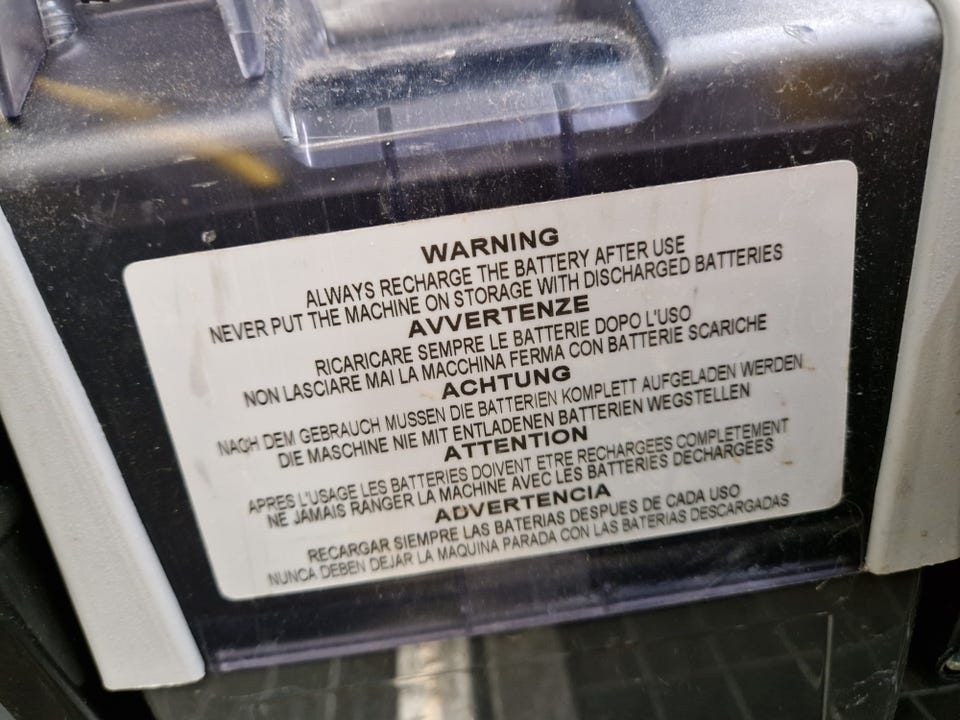 WARNING
ALWAYS RECHARGE THE BATTERY AFTER USE
NEVER PUT THE MACHINE ON STORAGE WITH DISCHARGED BATTERIES
AVVERTENZE
RICARICARE SEMPRE LE BATTERIE DOPO L'USO
NON LASCIARE MAI LA MACCHINA FERMA CON BATTERIE SCARICHE
ACHTUNG
NACH DEM GEBRAUCH MUSSEN DIE BATTERIEN KOMPLETT AUFGELADEN WERDEN
DIE MASCHINE NIE MIT ENTLADENEN BATTERIEN WEGSTELLEN
ATTENTION
APRES L'USAGE LES BATTERIES DOIVENT ETRE RECHARGEES COMPLETEMENT
NE JAMAIS RANGER LA MACHINE AVEC LES BATTERIES DECHARGEES
ADVERTENCIA
RECARGAR SIEMPRE LAS BATERIAS DESPUES DE CADA USO
NUNCA DEBEN DEJAR LA MAQUINA PARADA CON LAS BATERIAS DESCARGADAS